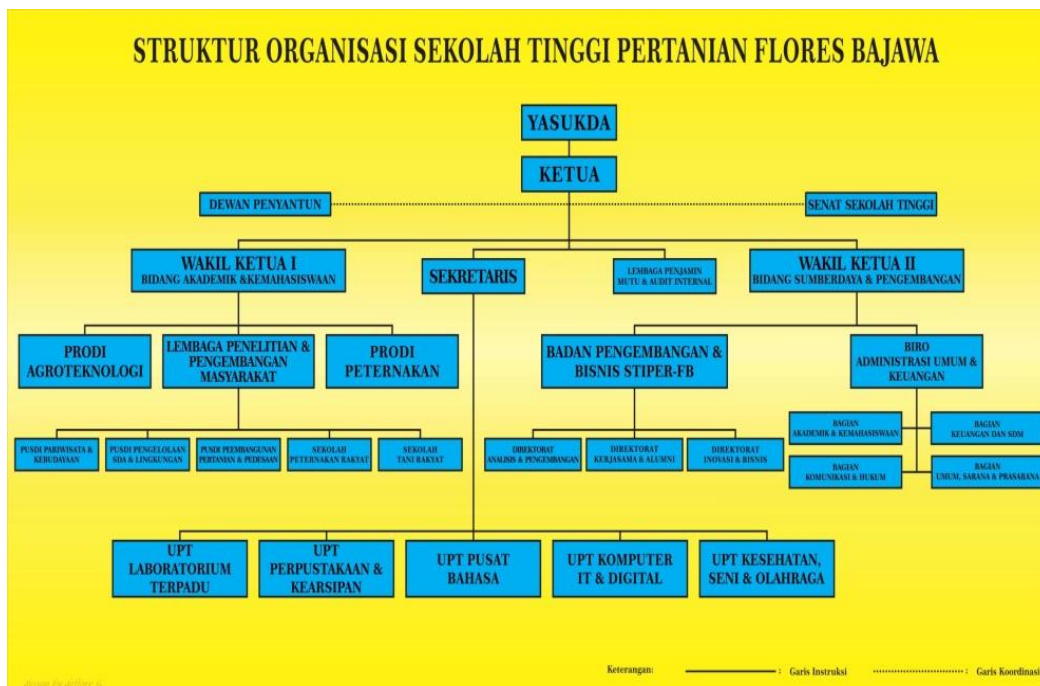 STRUKTUR ORGANISASI SEKOLAH TINGGI PERTANIAN FLORES BAJAWA
YASUKDA
KETUA
DEWAN PENYANTUN
SENAT SEKOLAH TINGGI
WAKIL KETUA I
BIDANG AKADEMIK &KEMAHASISWAAN
SEKRETARIS
LEMBAGA PENJAMIN
MUTU & AUDIT INTERNAL
WAKIL KETUA II
BIDANG SUMBERDAYA & PENGEMBANGAN
PRODI
AGROTEKNOLOGI
LEMBAGA PENELITIAN &
PENGEMBANGAN
MASYARAKAT
PRODI
PETERNAKAN
BADAN PENGEMBANGAN &
BISNIS STIPER-FB
BIRO
ADMINISTRASI UMUM &
KEUANGAN
PUSDI PARIWISATA &
KEBUDAYAAN
PUSDI PENGELOLAAN
SDA & LINGKUNGAN
PUSDI PEEMBANGUNAN
PERTANIAN & PEDESAAN
SEKOLAH
PETERNAKAN RAKYAT
SEKOLAH
TANI RAKYAT
DIREKTORAT
ANALISIS & PENGEMBANGAN
DIREKTORAT
KERJASAMA & ALUMNI
DIREKTORAT
INOVASI & BISNIS
BAGIAN
AKADEMIK & KEMAHASISWAAN
BAGIAN
KEUANGAN DAN SDM
BAGIAN
KOMUNIKASI & HUKUM
BAGIAN
UMUM, SARANA & PRASARANA
UPT
LABORATORIUM
TERPADU
UPT
PERPUSTAKAAN &
KEARSIPAN
UPT PUSAT
BAHASA
UPT KOMPUTER
IT & DIGITAL
UPT KESEHATAN,
SENI & OLAHRAGA
Keterangan: : Garis Instruksi : Garis Koordinasi